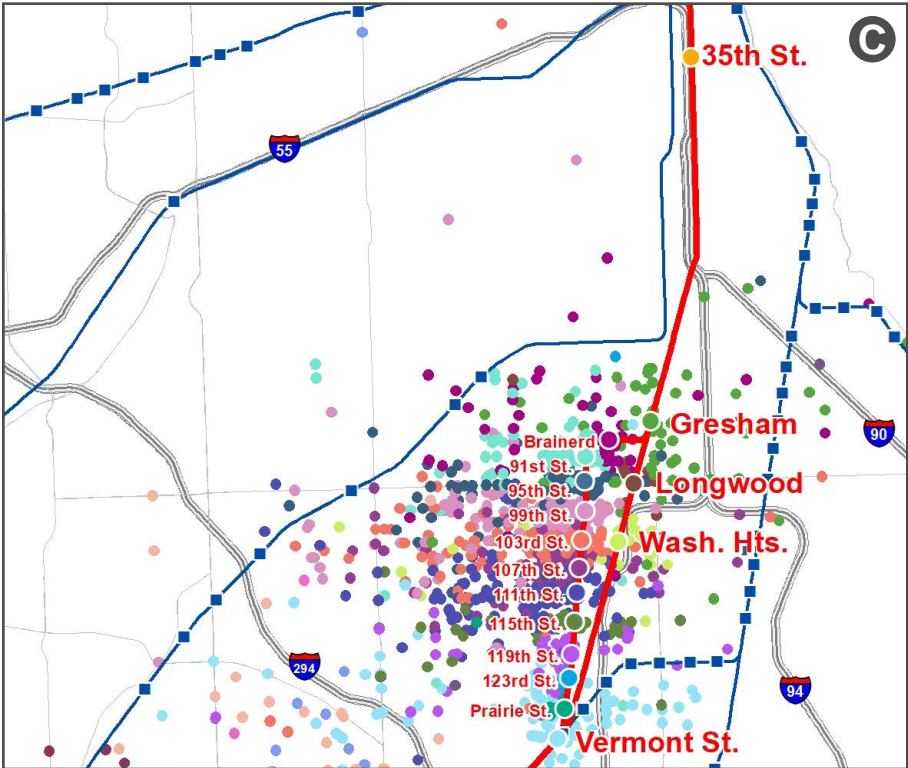 C
35th St.
55
Gresham
Brainerd
90
91st St.
95th St.
Longwood
99th St.
103rd St.
Wash. Hts.
107th St.
111th St.
115th St.
119th St.
294
123rd St.
94
Prairie St.
Vermont St.